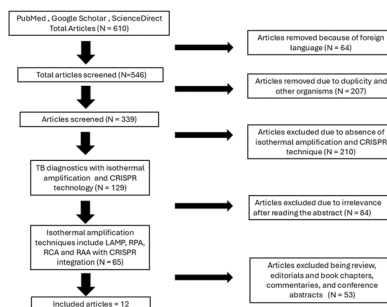 PubMed , Google Scholar , ScienceDirect
Total Articles (N = 610)
Articles removed because of foreign
language (N = 64)
Total articles screened (N=546)
Articles removed due to duplicity and
other organisms (N = 207)
Articles screened (N = 339)
Articles excluded due to absence of
isothermal amplification and CRISPR
technique (N = 210)
TB diagnostics with isothermal
amplification and CRISPR
technology (N = 129)
Articles excluded due to irrelevance
after reading the abstract (N = 84)
Isothermal amplification
techniques include LAMP, RPA,
RCA and RAA with CRISPR
integration (N = 65)
Articles excluded being review,
editorials and book chapters,
commentaries, and conference
abstracts (N = 53)
Included articles = 12